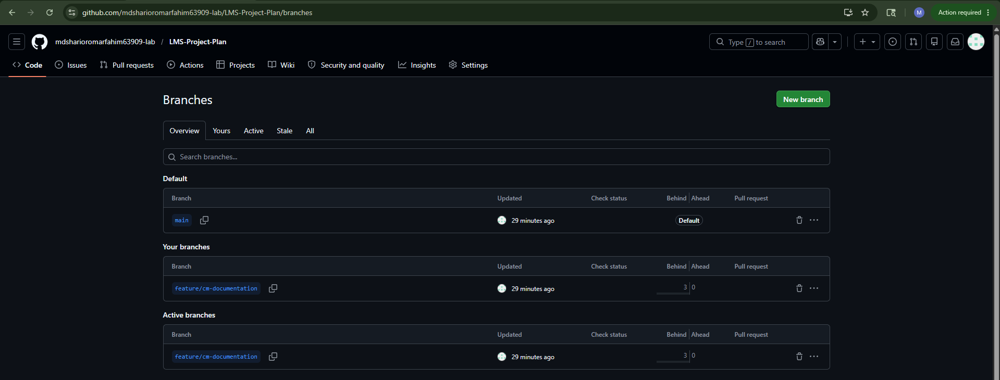 github.com/mdsharioromarfahim63909-lab/LMS-Project-Plan/branches
M
Action required
mdsharioromarfahim63909-lab / LMS-Project-Plan
Type / to search
Code
Issues
Pull requests
Actions
Projects
Wiki
Security and quality
Insights
Settings
Branches
New branch
Overview
Yours
Active
Stale
All
Search branches...
Default
Branch Updated Check status Behind Ahead Pull request
main 29 minutes ago Default
Your branches
Branch Updated Check status Behind Ahead Pull request
feature/cm-documentation 29 minutes ago 3 0
Active branches
Branch Updated Check status Behind Ahead Pull request
feature/cm-documentation 29 minutes ago 3 0